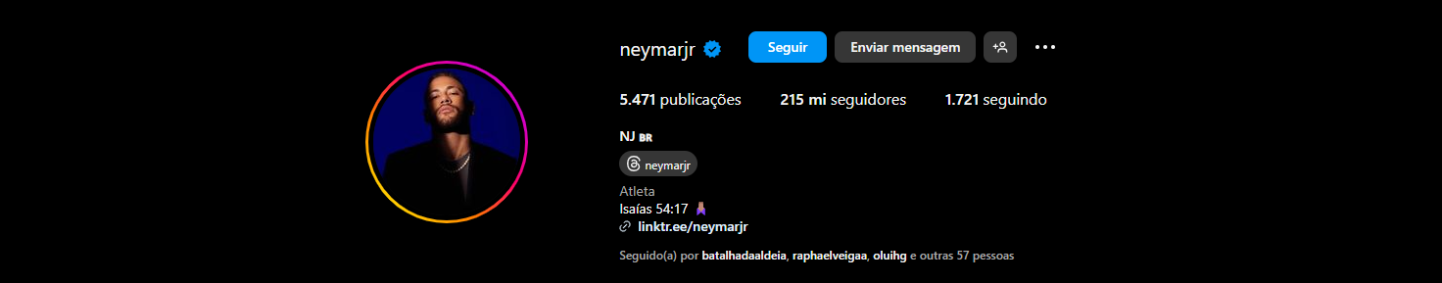 neymarjr Seguir Enviar mensagem
5.471 publicações 215 mi seguidores 1.721 seguindo
NJ BR
neymarjr
Atleta
Isaías 54:17
linktr.ee/neymarjr
Seguido(a) por batalhadaaldeia, raphaelveigaa, oluihg e outras 57 pessoas